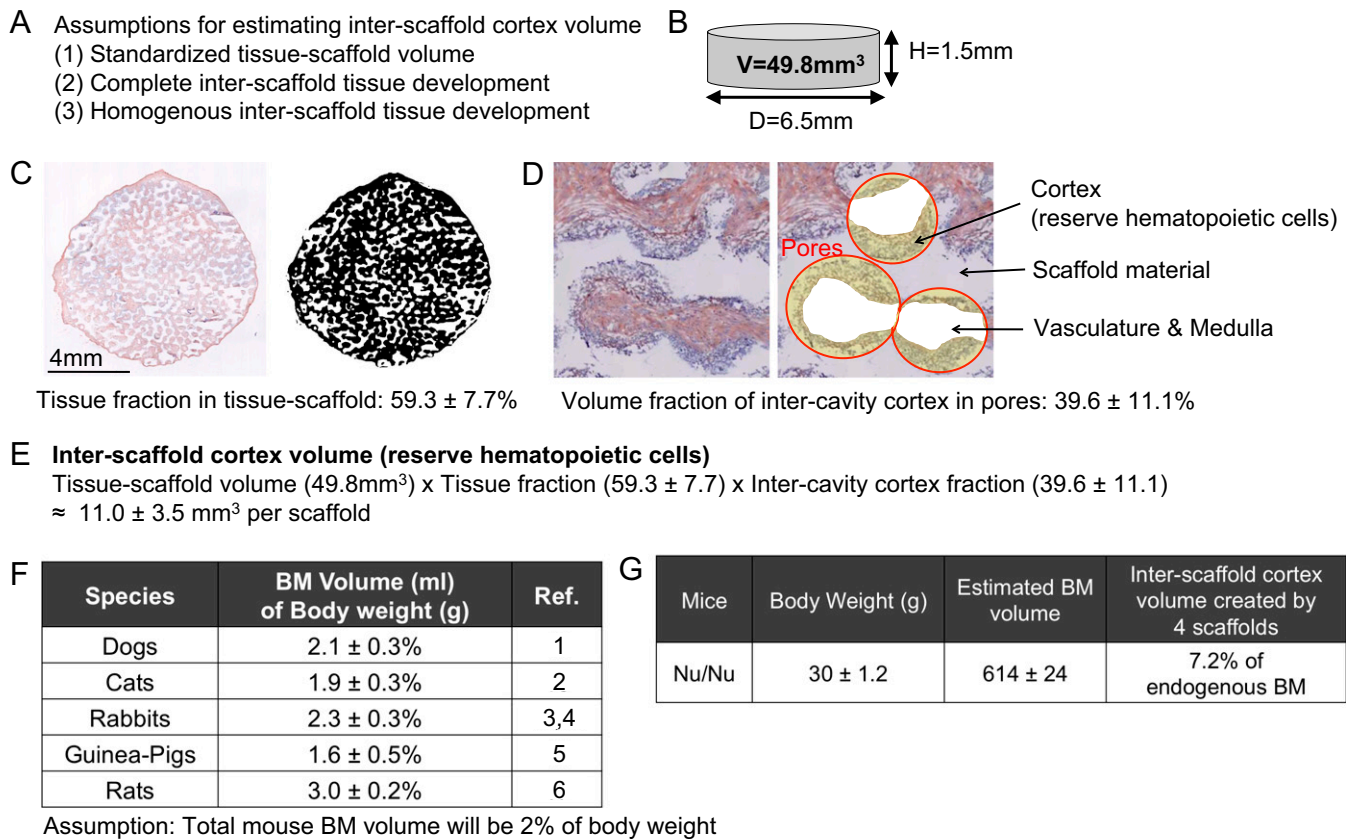 A Assumptions for estimating inter-scaffold cortex volume
(1) Standardized tissue-scaffold volume
(2) Complete inter-scaffold tissue development
(3) Homogenous inter-scaffold tissue development
B
V=49.8mm³
H=1.5mm
D=6.5mm
C
4mm
Tissue fraction in tissue-scaffold: 59.3 ± 7.7%
D
Pores
Cortex
(reserve hematopoietic cells)
Scaffold material
Vasculature & Medulla
Volume fraction of inter-cavity cortex in pores: 39.6 ± 11.1%
E Inter-scaffold cortex volume (reserve hematopoietic cells)
Tissue-scaffold volume (49.8mm³) x Tissue fraction (59.3 ± 7.7) x Inter-cavity cortex fraction (39.6 ± 11.1)
≈ 11.0 ± 3.5 mm³ per scaffold
F
Species BM Volume (ml) of Body weight (g) Ref.
Dogs 2.1 ± 0.3% 1
Cats 1.9 ± 0.3% 2
Rabbits 2.3 ± 0.3% 3,4
Guinea-Pigs 1.6 ± 0.5% 5
Rats 3.0 ± 0.2% 6
Assumption: Total mouse BM volume will be 2% of body weight
G
Mice Body Weight (g) Estimated BM volume Inter-scaffold cortex volume created by 4 scaffolds
Nu/Nu 30 ± 1.2 614 ± 24 7.2% of endogenous BM